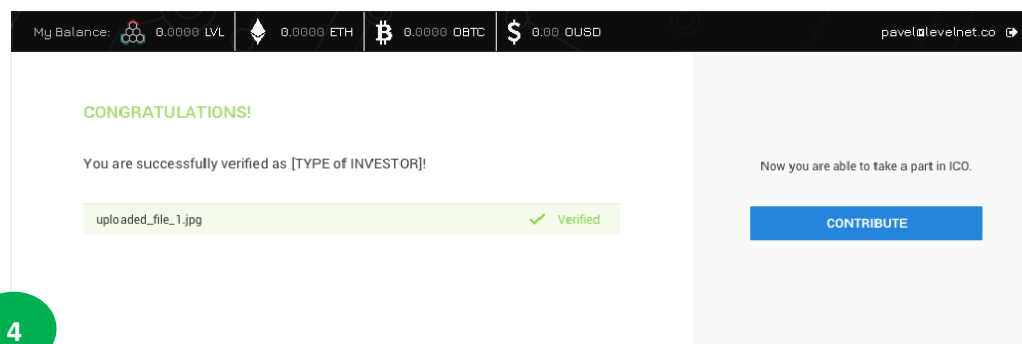 My Balance: 0.0000 LVL 0.0000 ETH 0.0000 OBTC 0.00 OUSD pavel@levelnet.co
CONGRATULATIONS!
You are successfully verified as [TYPE of INVESTOR]!
Now you are able to take a part in ICO.
uploaded_file_1.jpg Verified
CONTRIBUTE
4